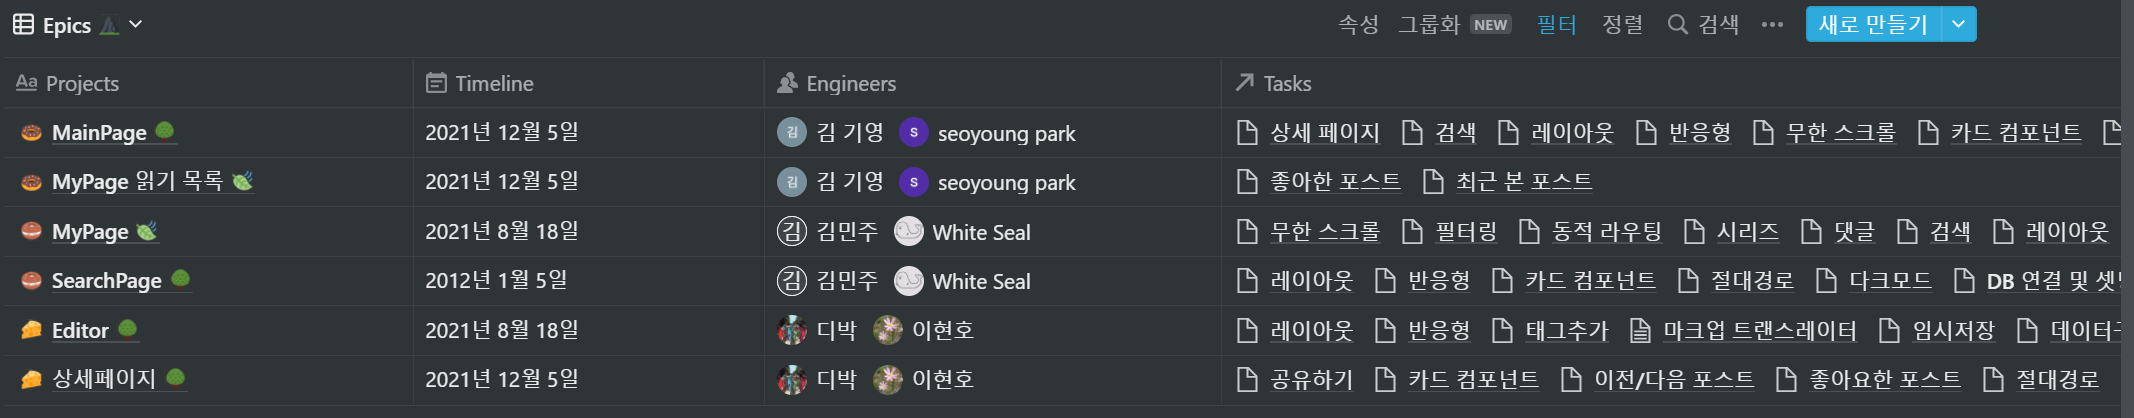 Epics 속성 그룹화 NEW 필터 정렬 검색 새로 만들기
Aa Projects Timeline Engineers Tasks
MainPage 2021년 12월 5일 김 김 기영 S seoyoung park 상세 페이지 검색 레이아웃 반응형 무한 스크롤 카드 컴포넌트
MyPage 읽기 목록 2021년 12월 5일 김 김 기영 S seoyoung park 좋아한 포스트 최근 본 포스트
MyPage 2021년 8월 18일 김 김민주 White Seal 무한 스크롤 필터링 동적 라우팅 시리즈 댓글 검색 레이아웃
SearchPage 2012년 1월 5일 김 김민주 White Seal 레이아웃 반응형 카드 컴포넌트 절대경로 다크모드 DB 연결 및
Editor 2021년 8월 18일 디박 이현호 레이아웃 반응형 태그추가 마크업 트랜스레이터 임시저장
상세페이지 2021년 12월 5일 디박 이현호 공유하기 카드 컴포넌트 이전/다음 포스트 좋아요한 포스트 절대경로